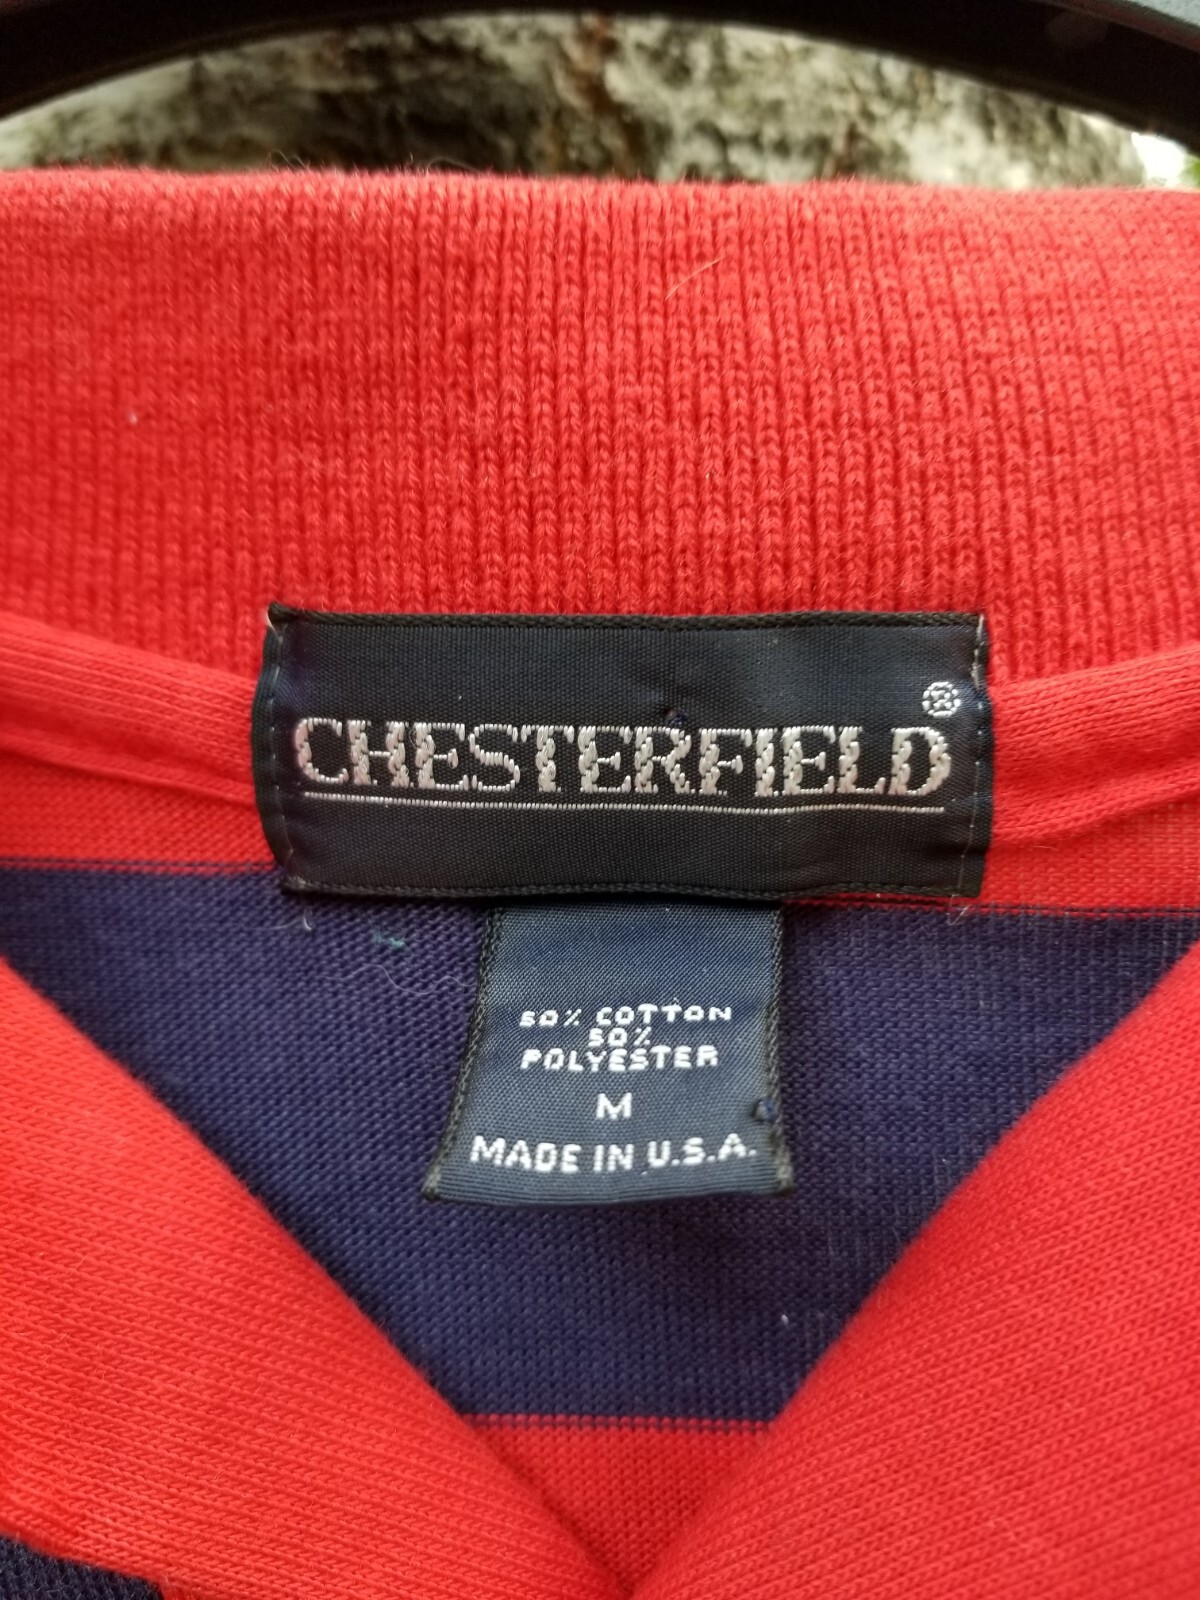 CHESTERFIELD®
50% COTTON
50%
POLYESTER
M
MADE IN U.S.A.